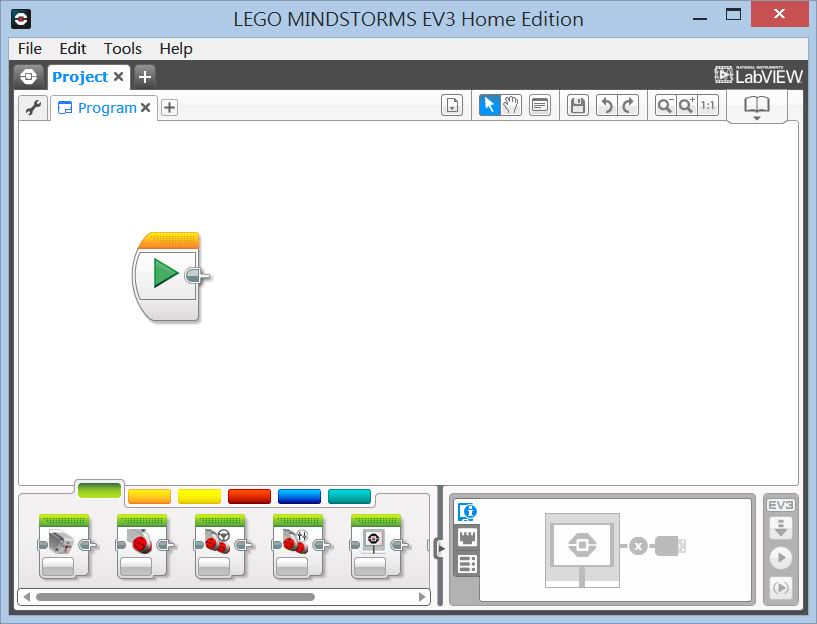 LEGO MINDSTORMS EV3 Home Edition
File Edit Tools Help
Project
NATIONAL INSTRUMENTS
LabVIEW
Program
1:1
EV3